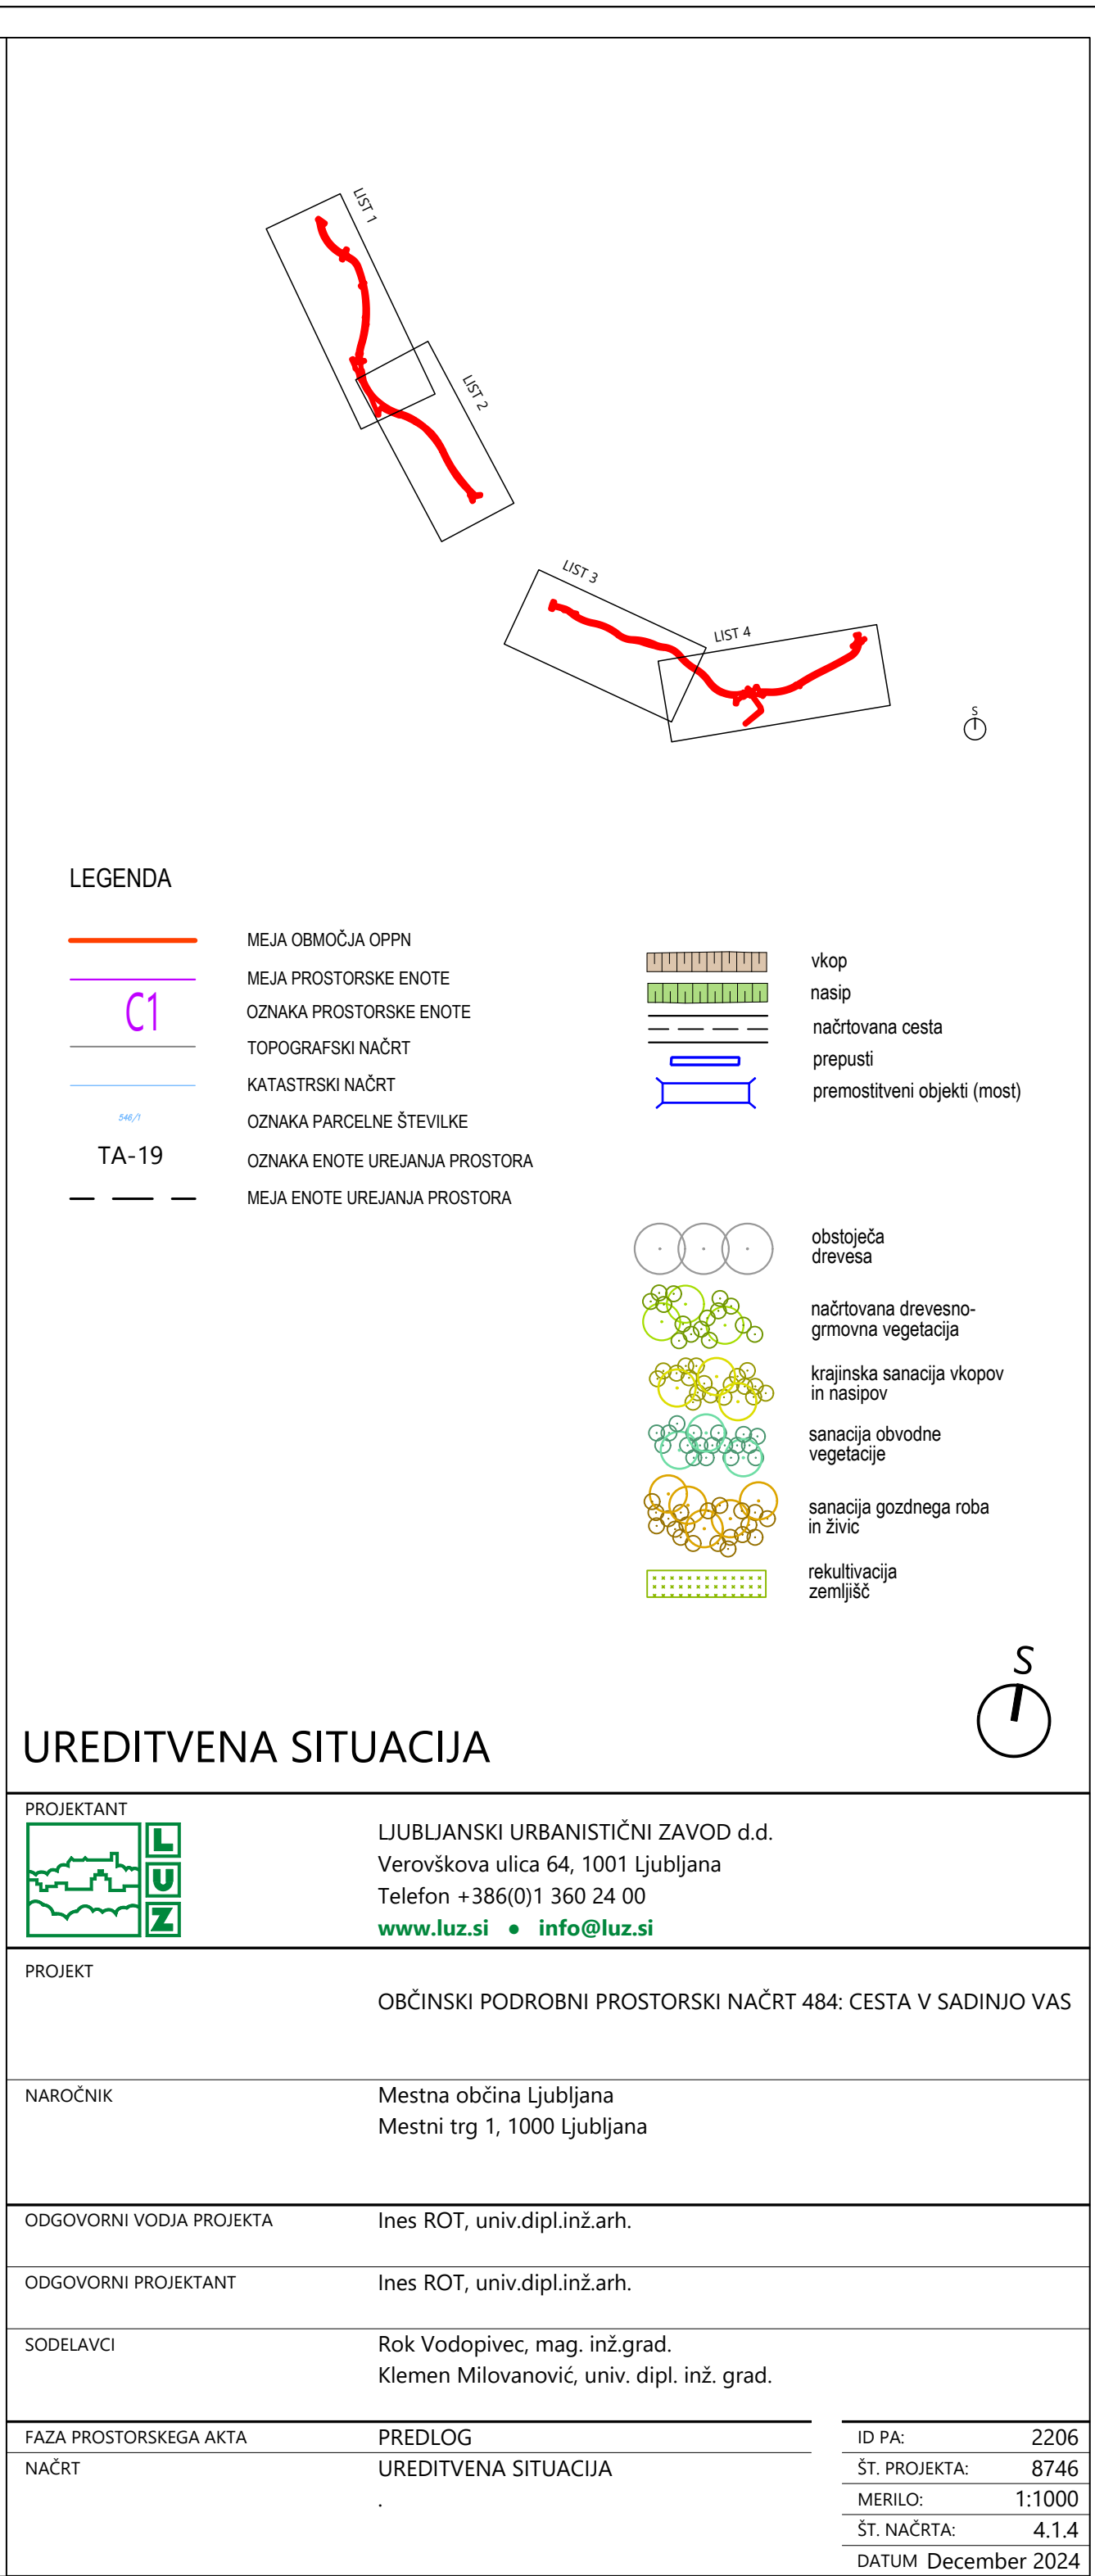 LIST 1
LIST 2
LIST 3
LIST 4
S
LEGENDA
MEJA OBMOČJA OPPN
MEJA PROSTORSKE ENOTE
C1
OZNAKA PROSTORSKE ENOTE
TOPOGRAFSKI NAČRT
KATASTRSKI NAČRT
546/1
OZNAKA PARCELNE ŠTEVILKE
TA-19
OZNAKA ENOTE UREJANJA PROSTORA
MEJA ENOTE UREJANJA PROSTORA
vkop
nasip
načrtovana cesta
prepusti
premostitveni objekti (most)
obstoječa
drevesa
načrtovana drevesno-
grmovna vegetacija
krajinska sanacija vkopov
in nasipov
sanacija obvodne
vegetacije
sanacija gozdnega roba
in živic
rekultivacija
zemljišč
S
UREDITVENA SITUACIJA
PROJEKTANT
L
U
Z
LJUBLJANSKI URBANISTIČNI ZAVOD d.d.
Verovškova ulica 64, 1001 Ljubljana
Telefon +386(0)1 360 24 00
www.luz.si ● info@luz.si
PROJEKT
OBČINSKI PODROBNI PROSTORSKI NAČRT 484: CESTA V SADINJO VAS
NAROČNIK
Mestna občina Ljubljana
Mestni trg 1, 1000 Ljubljana
ODGOVORNI VODJA PROJEKTA
Ines ROT, univ.dipl.inž.arh.
ODGOVORNI PROJEKTANT
Ines ROT, univ.dipl.inž.arh.
SODELAVCI
Rok Vodopivec, mag. inž.grad.
Klemen Milovanović, univ. dipl. inž. grad.
FAZA PROSTORSKEGA AKTA
PREDLOG
NAČRT
UREDITVENA SITUACIJA
.
ID PA: 2206
ŠT. PROJEKTA: 8746
MERILO: 1:1000
ŠT. NAČRTA: 4.1.4
DATUM December 2024